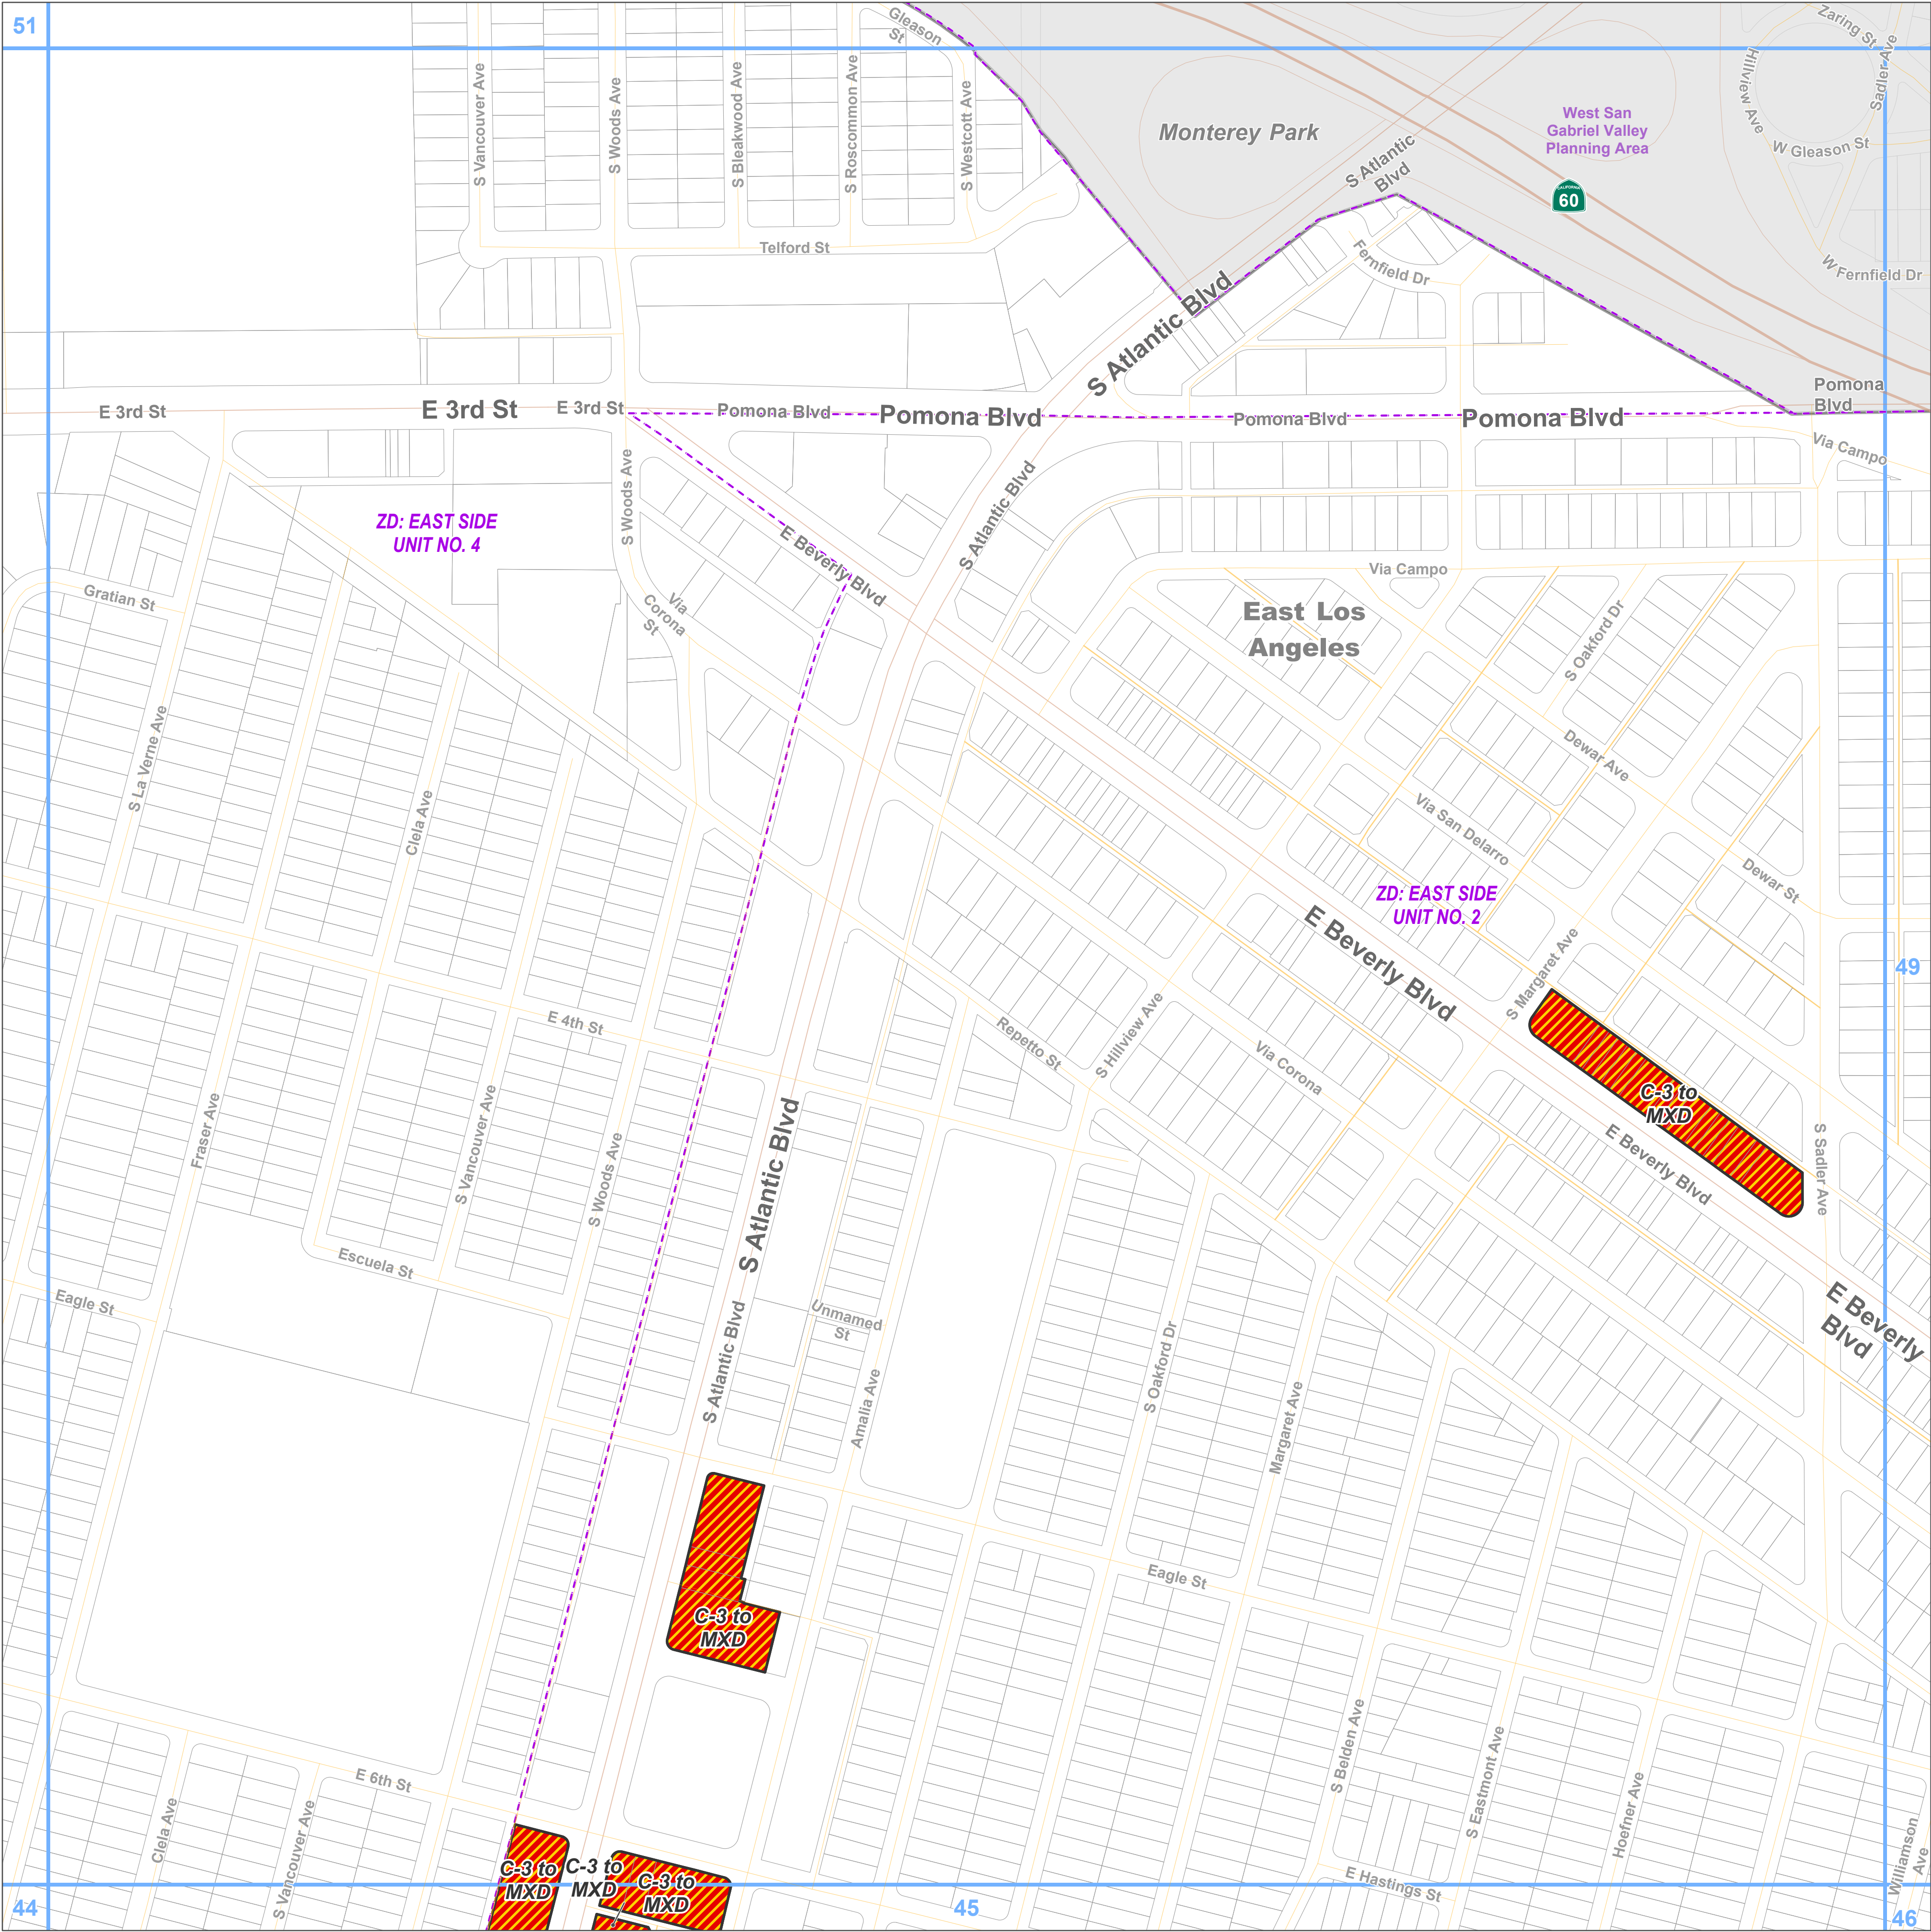 51
Gleason
St
Zaring St
Sadler Ave
Hillview Ave
S Vancouver Ave
S Woods Ave
S Bleakwood Ave
S Roscommon Ave
S Westcott Ave
Monterey Park
West San
Gabriel Valley
Planning Area
S Atlantic
Blvd
W Gleason St
CALIFORNIA
60
Telford St
Fernfield Dr
W Fernfield Dr
S Atlantic Blvd
E 3rd St
E 3rd St
E 3rd St
Pomona Blvd
Pomona Blvd
Pomona Blvd
Pomona Blvd
Pomona
Blvd
Via Campo
S Woods Ave
S Atlantic Blvd
ZD: EAST SIDE
UNIT NO. 4
E Beverly Blvd
Via Campo
Gratian St
Via
Corona
St
East Los
Angeles
S Oakford Dr
S La Verne Ave
Clela Ave
Dewar Ave
Via San Delarro
Dewar St
ZD: EAST SIDE
UNIT NO. 2
E Beverly Blvd
S Margaret Ave
49
E 4th St
Repetto St
S Hillview Ave
Via Corona
C-3 to
MXD
Fraser Ave
S Vancouver Ave
S Woods Ave
S Atlantic Blvd
E Beverly Blvd
S Sadler Ave
Escuela St
Eagle St
Unnamed
St
E Beverly
Blvd
S Atlantic Blvd
Amalia Ave
S Oakford Dr
Margaret Ave
Eagle St
C-3 to
MXD
E 6th St
S Belden Ave
S Eastmont Ave
Hoefner Ave
Clela Ave
S Vancouver Ave
Williamson
Ave
C-3 to
MXD
C-3 to
MXD
C-3 to
MXD
E Hastings St
44
45
46